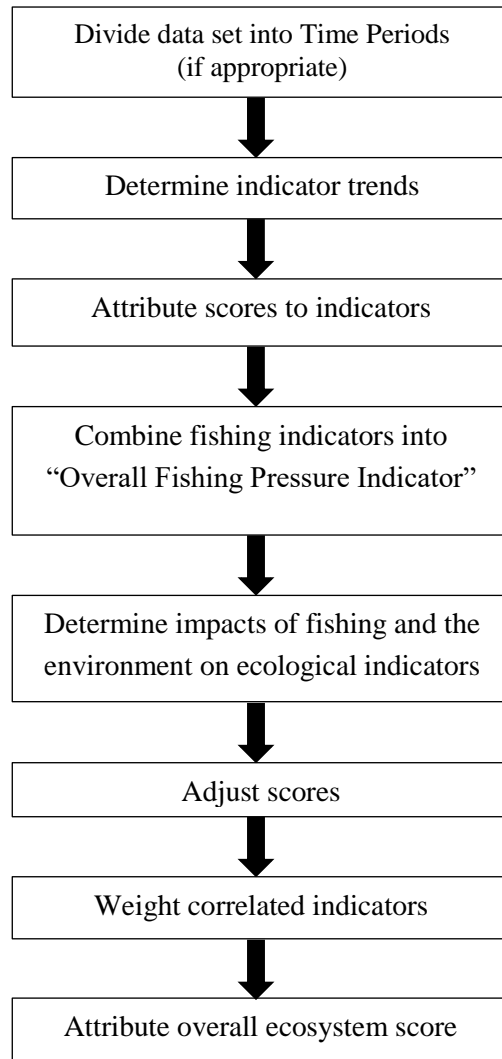 Divide data set into Time Periods
(if appropriate)
Determine indicator trends
Attribute scores to indicators
Combine fishing indicators into
“Overall Fishing Pressure Indicator”
Determine impacts of fishing and the
environment on ecological indicators
Adjust scores
Weight correlated indicators
Attribute overall ecosystem score